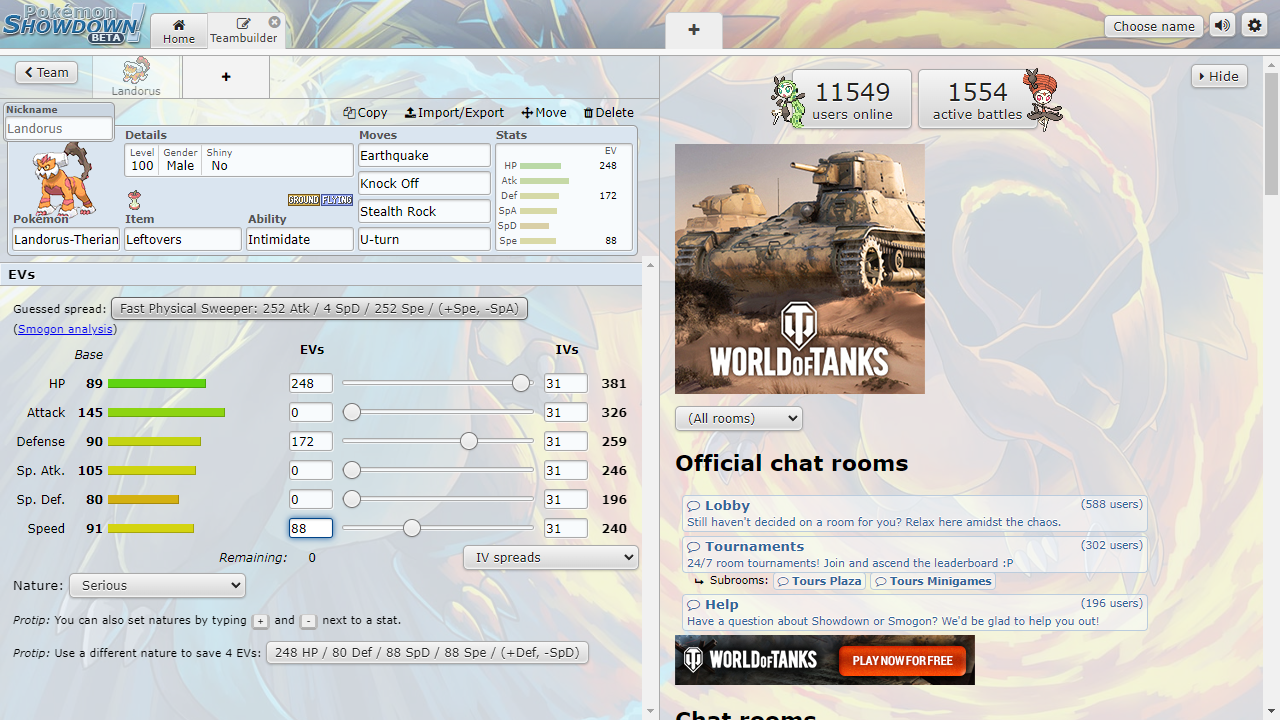 Pokémon
SHOWDOWN!
BETA
Home
Teambuilder
+
Choose name
Team
Landorus
+
Nickname
Landorus
Copy
Import/Export
Move
Delete
Details
Level
100
Gender
Male
Shiny
No
GROUND
FLYING
Pokémon
Landorus-Therian
Item
Leftovers
Ability
Intimidate
Moves
Earthquake
Knock Off
Stealth Rock
U-turn
Stats
EV
HP 248
Atk
Def 172
SpA
SpD
Spe 88
EVs
Guessed spread: Fast Physical Sweeper: 252 Atk / 4 SpD / 252 Spe / (+Spe, -SpA)
(Smogon analysis)
Base EVs IVs
HP 89 248 31 381
Attack 145 0 31 326
Defense 90 172 31 259
Sp. Atk. 105 0 31 246
Sp. Def. 80 0 31 196
Speed 91 88 31 240
Remaining: 0 IV spreads
Nature: Serious
Protip: You can also set natures by typing + and - next to a stat.
Protip: Use a different nature to save 4 EVs: 248 HP / 80 Def / 88 SpD / 88 Spe / (+Def, -SpD)
Hide
11549
users online
1554
active battles
WORLD OF TANKS
(All rooms)
Official chat rooms
Lobby (588 users)
Still haven't decided on a room for you? Relax here amidst the chaos.
Tournaments (302 users)
24/7 room tournaments! Join and ascend the leaderboard :P
Subrooms: Tours Plaza Tours Minigames
Help (196 users)
Have a question about Showdown or Smogon? We'd be glad to help you out!
WORLD OF TANKS PLAY NOW FOR FREE
Chat rooms